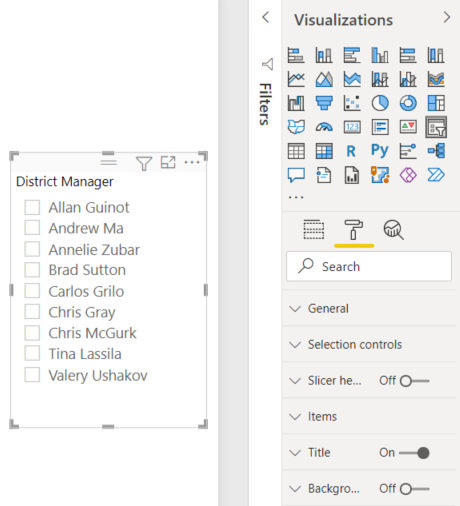 District Manager
Allan Guinot
Andrew Ma
Annelie Zubar
Brad Sutton
Carlos Grilo
Chris Gray
Chris McGurk
Tina Lassila
Valery Ushakov
Filters
Visualizations
123
R
Py
Search
General
Selection controls
Slicer he... Off
Items
Title On
Backgro... Off